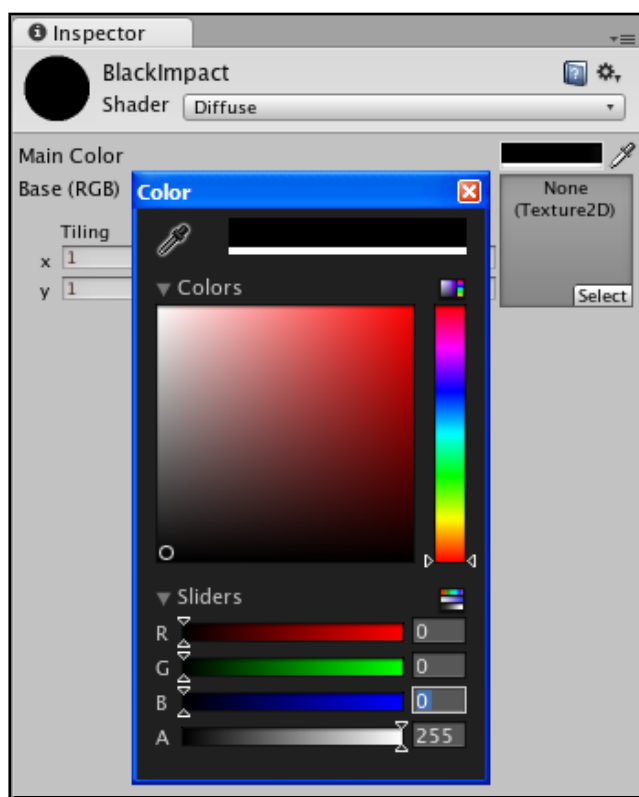 Inspector
BlackImpact
Shader Diffuse
Main Color
Base (RGB)
None
(Texture2D)
Tiling
x 1
y 1
Select
Color
Colors
Sliders
R 0
G 0
B 0
A 255